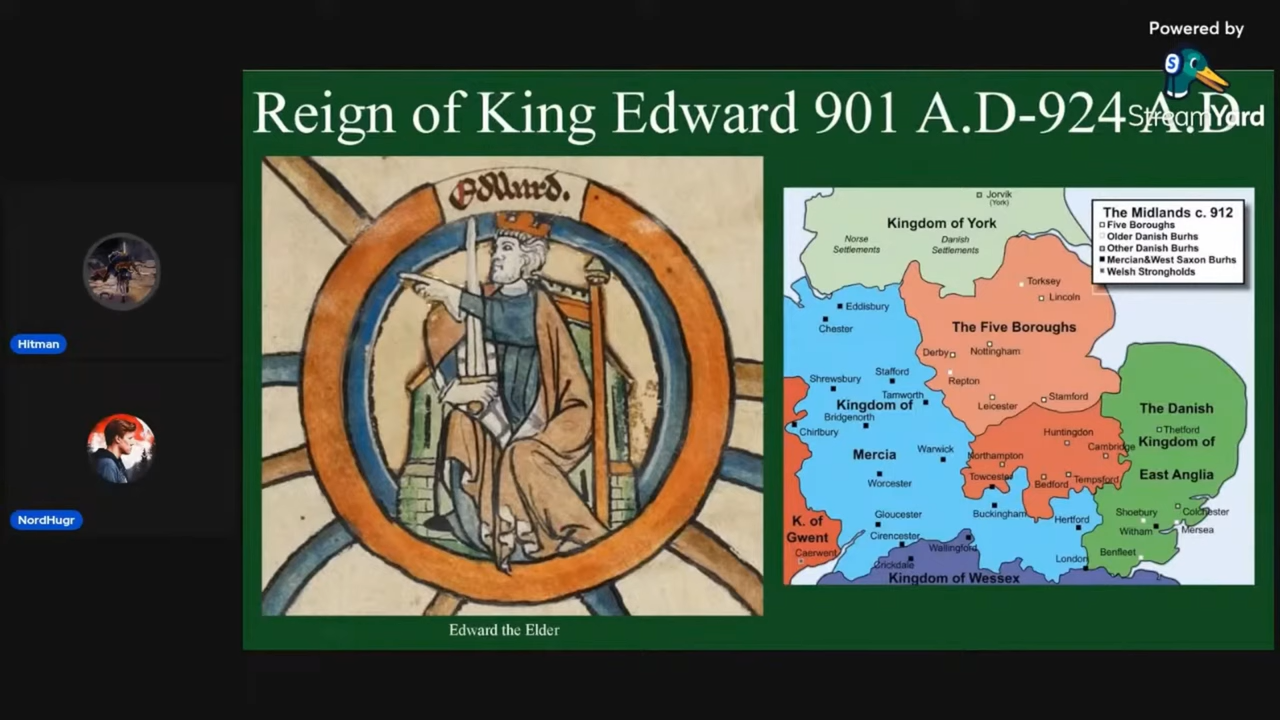 Powered by
StreamYard
Reign of King Edward 901 A.D-924 A.D
Edward the Elder
Hitman
NordHugr
Jorvik
(York)
Kingdom of York
Norse
Settlements
Danish
Settlements
The Midlands c. 912
Five Boroughs
Older Danish Burhs
Other Danish Burhs
Mercian&West Saxon Burhs
Welsh Strongholds
Torksey
Lincoln
Eddisbury
Chester
The Five Boroughs
Derby
Nottingham
Repton
Stafford
Shrewsbury
Tamworth
Kingdom of
Bridgenorth
Leicester
Stamford
The Danish
Thetford
Kingdom of
East Anglia
Chirbury
Mercia
Warwick
Worcester
Huntingdon
Cambridge
Northampton
Towcester
Bedford
Tempsford
Buckingham
Hertford
Shoebury
Colchester
Witham
Mersea
Benfleet
London
K. of
Gwent
Caerwent
Gloucester
Cirencester
Wallingford
Crickdale
Kingdom of Wessex